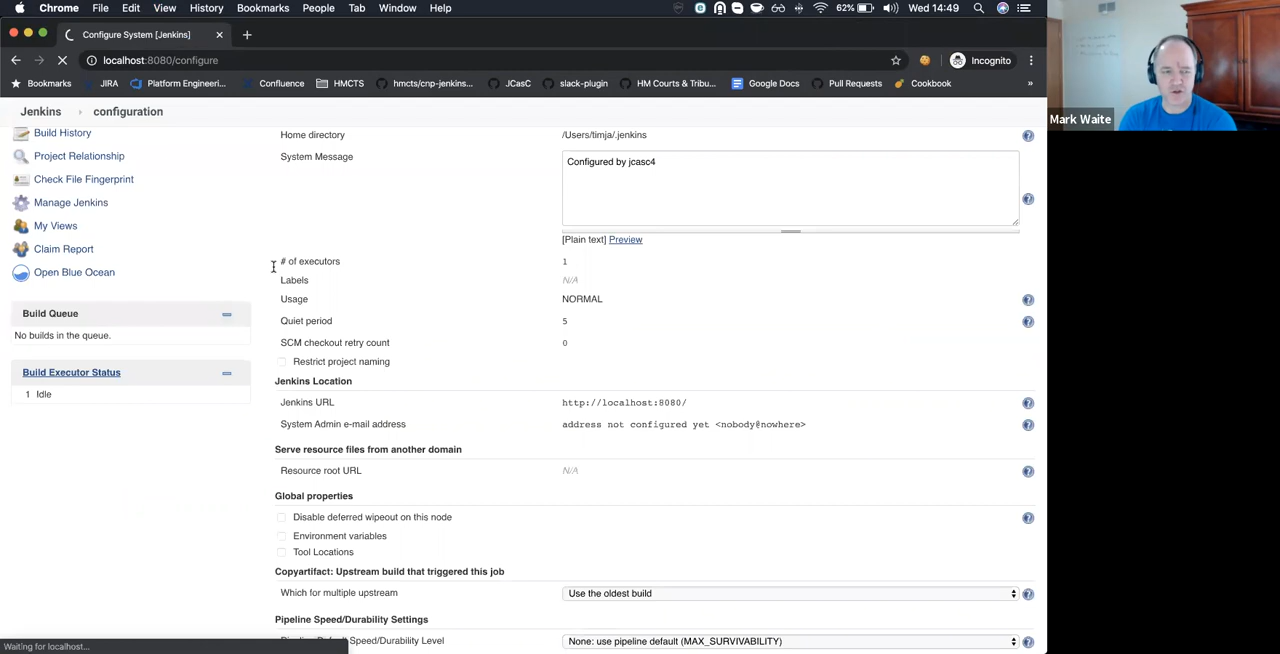 Chrome File Edit View History Bookmarks People Tab Window Help 62% Wed 14:49
Configure System [Jenkins]
localhost:8080/configure Incognito
Bookmarks JIRA Platform Engineeri... Confluence HMCTS hmcts/cnp-jenkins... JCasC slack-plugin HM Courts & Tribu... Google Docs Pull Requests Cookbook »
Jenkins configuration
Mark Waite
Build History
Project Relationship
Check File Fingerprint
Manage Jenkins
My Views
Claim Report
Open Blue Ocean
Build Queue
No builds in the queue.
Build Executor Status
1 Idle
Home directory /Users/timja/.jenkins
System Message Configured by jcasc4
[Plain text] Preview
# of executors 1
Labels N/A
Usage NORMAL
Quiet period 5
SCM checkout retry count 0
Restrict project naming
Jenkins Location
Jenkins URL http://localhost:8080/
System Admin e-mail address address not configured yet <nobody@nowhere>
Serve resource files from another domain
Resource root URL N/A
Global properties
Disable deferred wipeout on this node
Environment variables
Tool Locations
Copyartifact: Upstream build that triggered this job
Which for multiple upstream Use the oldest build
Pipeline Speed/Durability Settings
Speed/Durability Level None: use pipeline default (MAX_SURVIVABILITY)
Waiting for localhost...